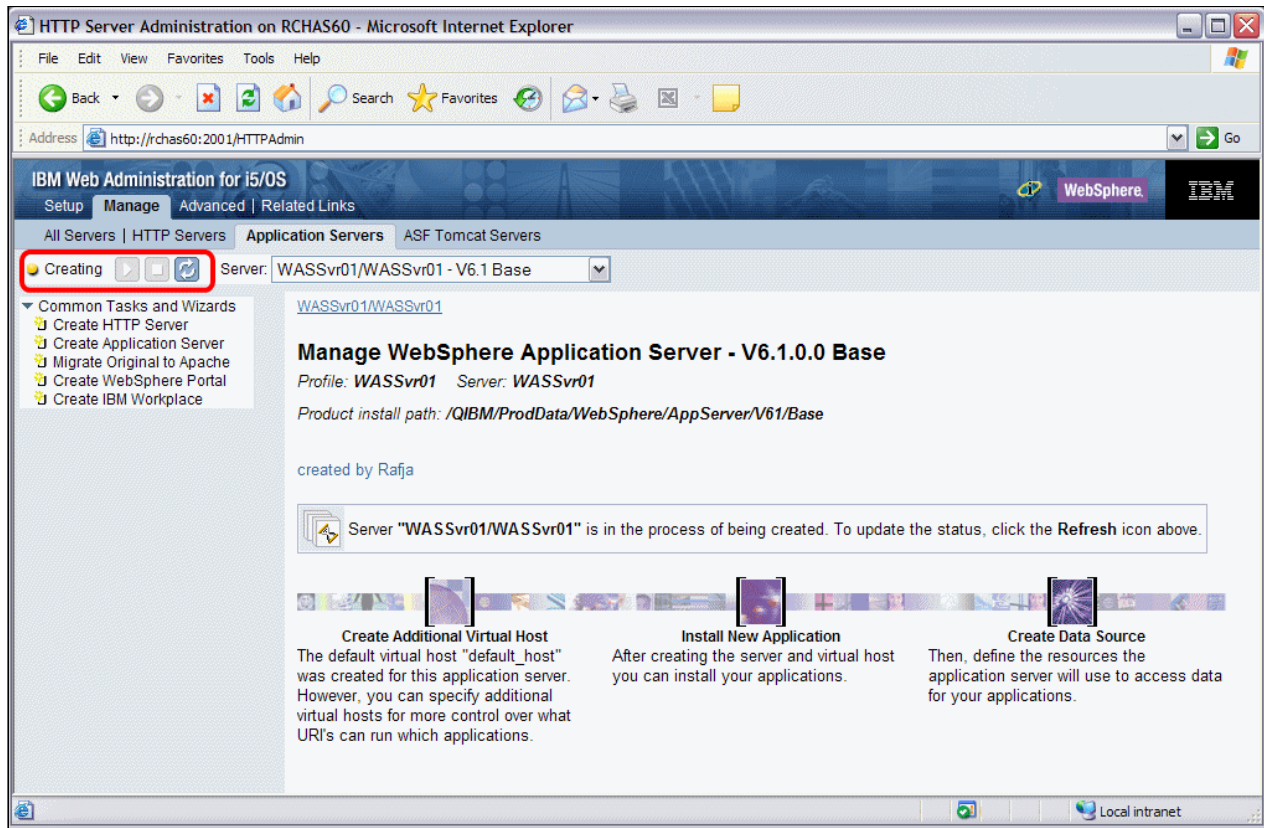 HTTP Server Administration on RCHAS60 - Microsoft Internet Explorer
File Edit View Favorites Tools Help
Back Search Favorites
Address http://rchas60:2001/HTTPAdmin Go
IBM Web Administration for i5/OS
Setup Manage Advanced | Related Links WebSphere. IBM
All Servers | HTTP Servers Application Servers ASF Tomcat Servers
Creating Server: WASSvr01/WASSvr01 - V6.1 Base
Common Tasks and Wizards
Create HTTP Server
Create Application Server
Migrate Original to Apache
Create WebSphere Portal
Create IBM Workplace
WASSvr01/WASSvr01
Manage WebSphere Application Server - V6.1.0.0 Base
Profile: WASSvr01 Server: WASSvr01
Product install path: /QIBM/ProdData/WebSphere/AppServer/V61/Base
created by Rafja
Server "WASSvr01/WASSvr01" is in the process of being created. To update the status, click the Refresh icon above.
Create Additional Virtual Host
The default virtual host "default_host"
was created for this application server.
However, you can specify additional
virtual hosts for more control over what
URI's can run which applications.
Install New Application
After creating the server and virtual host
you can install your applications.
Create Data Source
Then, define the resources the
application server will use to access data
for your applications.
Local intranet